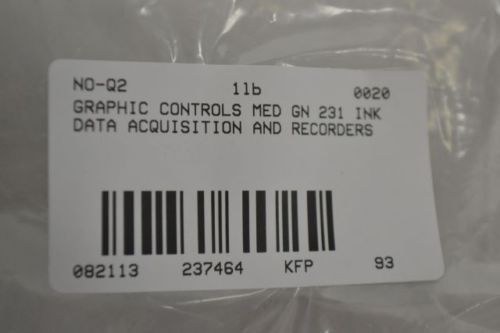 NO-Q2 1lb 0020
GRAPHIC CONTROLS MED GN 231 INK
DATA ACQUISITION AND RECORDERS
082113 237464 KFP 93